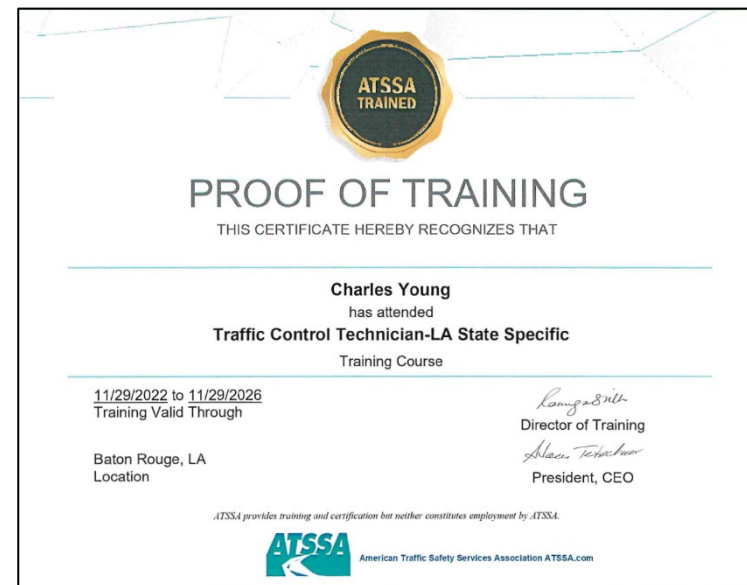 ATSSA
TRAINED
PROOF OF TRAINING
THIS CERTIFICATE HEREBY RECOGNIZES THAT
Charles Young
has attended
Traffic Control Technician-LA State Specific
Training Course
11/29/2022 to 11/29/2026
Training Valid Through
Director of Training
Baton Rouge, LA
Location
President, CEO
ATSSA provides training and certification but neither constitutes employment by ATSSA.
ATSSA
American Traffic Safety Services Association ATSSA.com